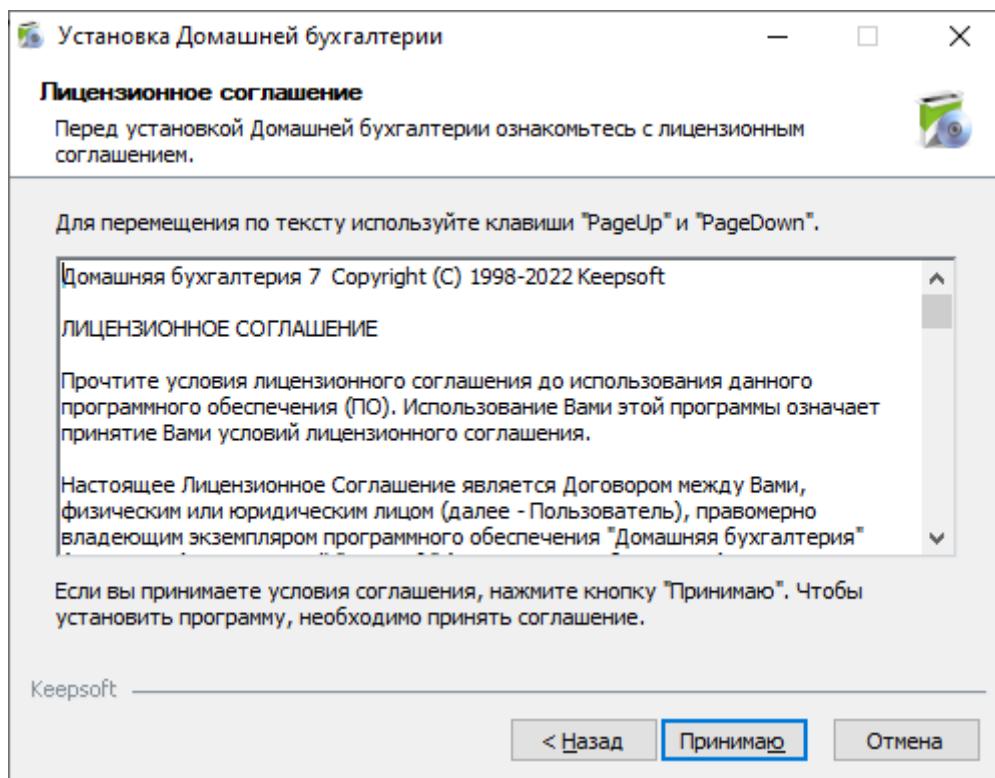 Установка Домашней бухгалтерии
Лицензионное соглашение
Перед установкой Домашней бухгалтерии ознакомьтесь с лицензионным
соглашением.
Для перемещения по тексту используйте клавиши "PageUp" и "PageDown".
Домашняя бухгалтерия 7 Copyright (C) 1998-2022 Keepsoft
ЛИЦЕНЗИОННОЕ СОГЛАШЕНИЕ
Прочтите условия лицензионного соглашения до использования данного
программного обеспечения (ПО). Использование Вами этой программы означает
принятие Вами условий лицензионного соглашения.
Настоящее Лицензионное Соглашение является Договором между Вами,
физическим или юридическим лицом (далее - Пользователь), правомерно
владеющим экземпляром программного обеспечения "Домашняя бухгалтерия"
Если вы принимаете условия соглашения, нажмите кнопку "Принимаю". Чтобы
установить программу, необходимо принять соглашение.
Keepsoft
< Назад
Принимаю
Отмена